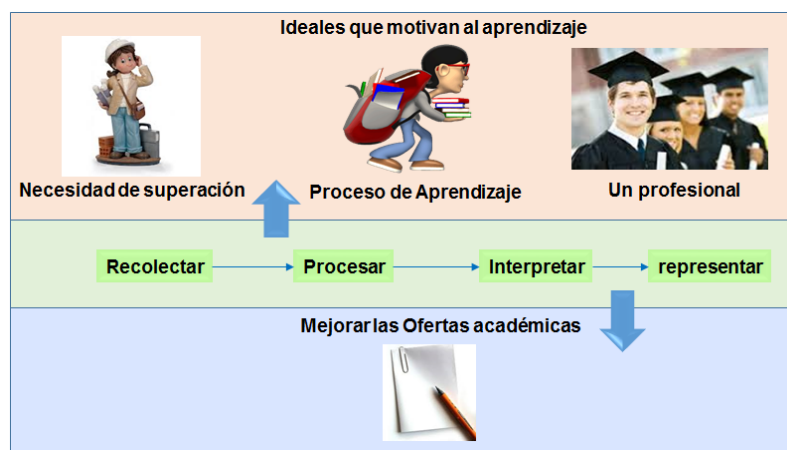 Ideales que motivan al aprendizaje
Necesidad de superación
Proceso de Aprendizaje
Un profesional
Recolectar
Procesar
Interpretar
representar
Mejorar las Ofertas académicas